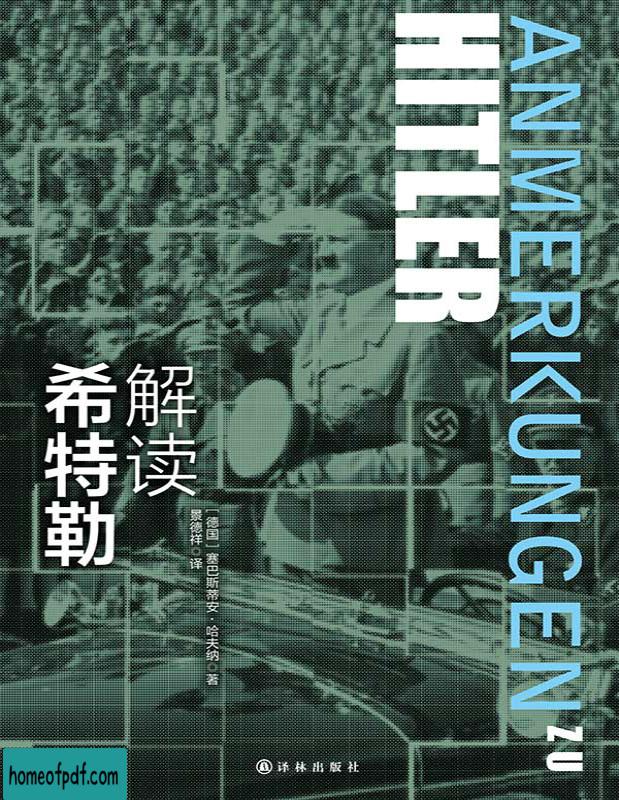 ANMERKUNGEN ZU
HITLER
解读
希特勒
[德国]塞巴斯蒂安·哈夫纳 著
景德祥 译
译林出版社
homeofpdf.com